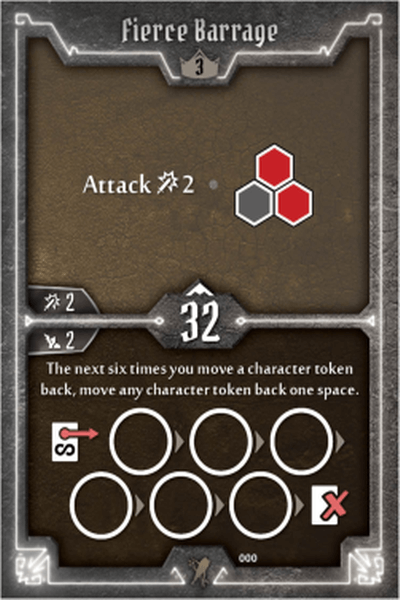 Fierce Barrage
3
Attack 2
2
32
2
The next six times you move a character token
back, move any character token back one space.
000